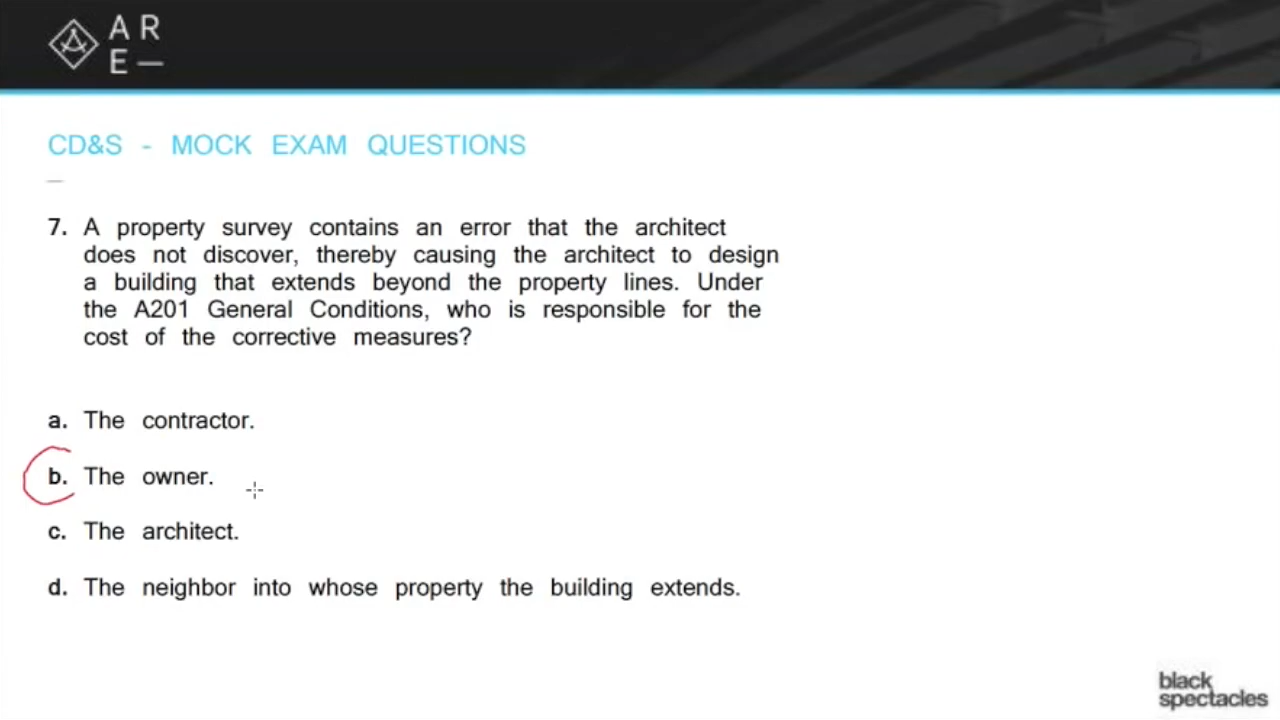 A R
E —
CD&S - MOCK EXAM QUESTIONS
7. A property survey contains an error that the architect
does not discover, thereby causing the architect to design
a building that extends beyond the property lines. Under
the A201 General Conditions, who is responsible for the
cost of the corrective measures?
a. The contractor.
b. The owner.
c. The architect.
d. The neighbor into whose property the building extends.
black
spectacles